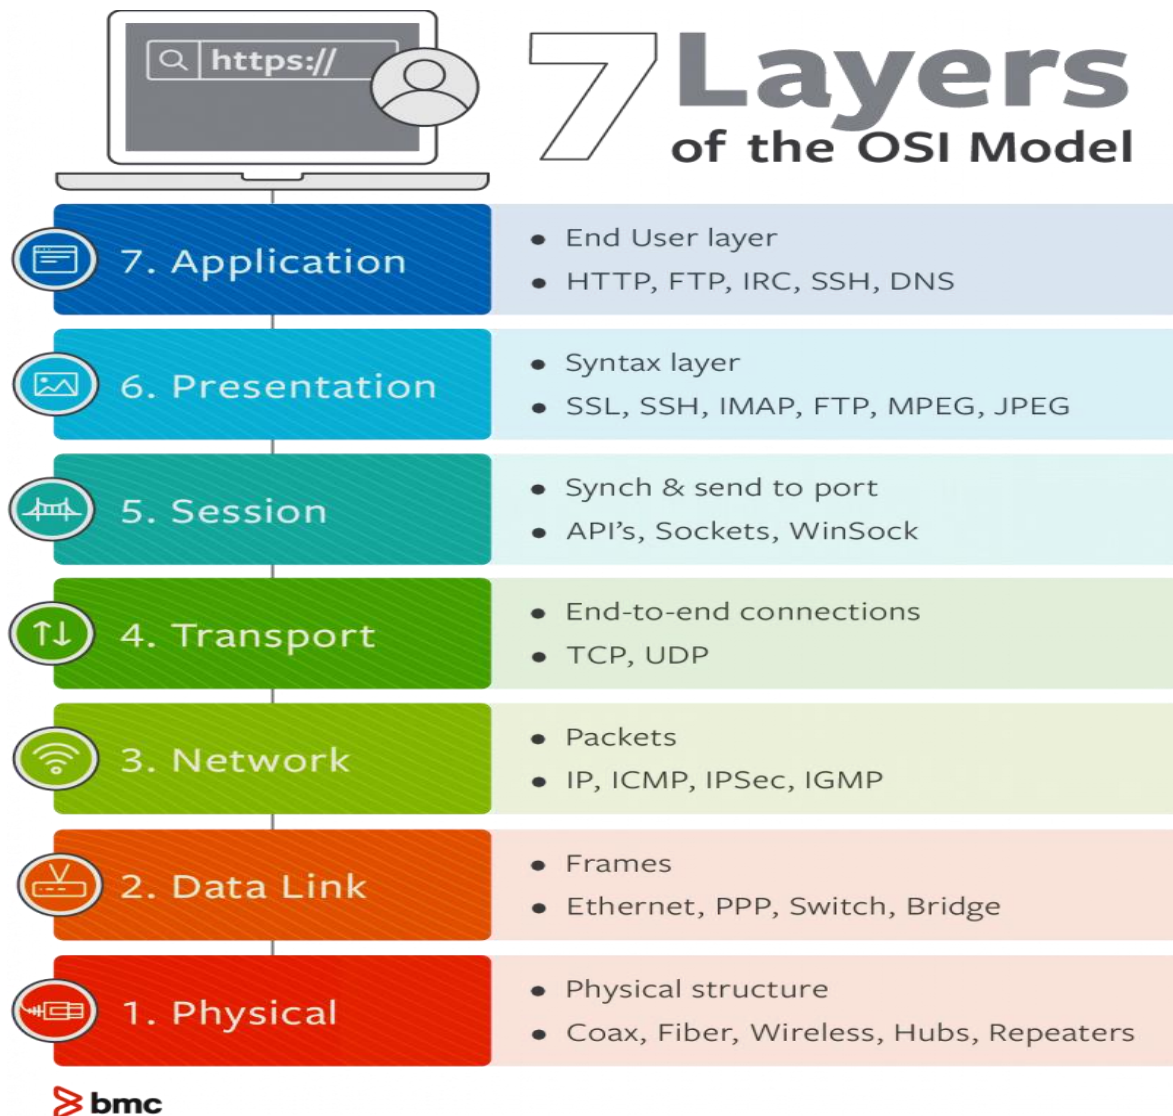 https://
7 Layers
of the OSI Model
7. Application
• End User layer
• HTTP, FTP, IRC, SSH, DNS
6. Presentation
• Syntax layer
• SSL, SSH, IMAP, FTP, MPEG, JPEG
5. Session
• Synch & send to port
• API's, Sockets, WinSock
4. Transport
• End-to-end connections
• TCP, UDP
3. Network
• Packets
• IP, ICMP, IPSec, IGMP
2. Data Link
• Frames
• Ethernet, PPP, Switch, Bridge
1. Physical
• Physical structure
• Coax, Fiber, Wireless, Hubs, Repeaters
bmc